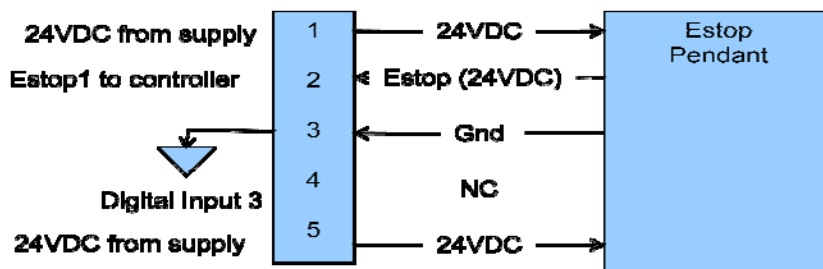 24VDC from supply 1 24VDC Estop
Pendant
Estop1 to controller 2 Estop (24VDC)
3 Gnd
4 NC
Digital Input 3
24VDC from supply 5 24VDC